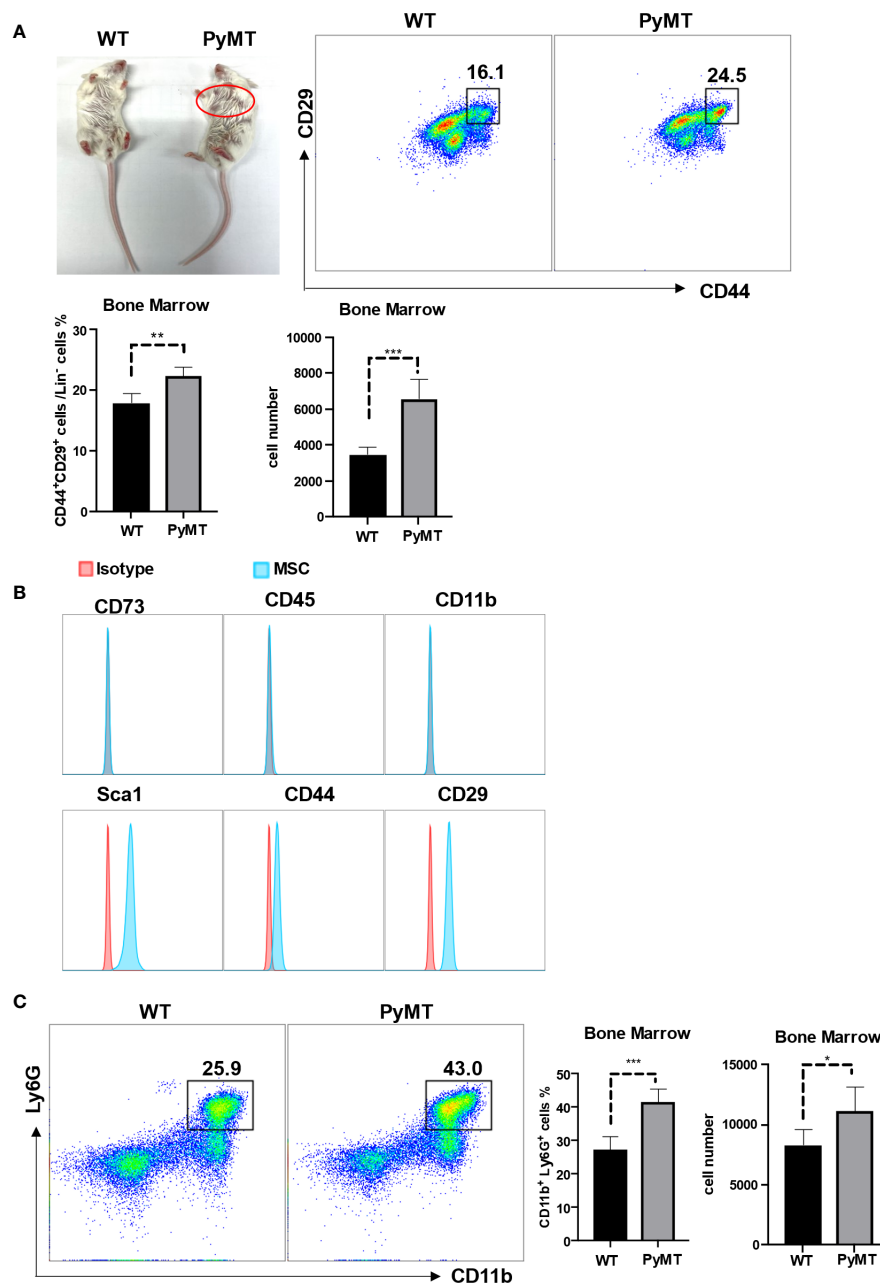 A
WT PyMT
WT PyMT
CD29
16.1
24.5
CD44
Bone Marrow
CD44+CD29+ cells /Lin- cells %
30
20
10
0
**
WT PyMT
Bone Marrow
cell number
10000
8000
6000
4000
2000
0
***
WT PyMT
Isotype MSC
B
CD73 CD45 CD11b
Sca1 CD44 CD29
C
WT PyMT
Ly6G
25.9
43.0
CD11b
Bone Marrow
CD11b+ Ly6G+ cells %
50
40
30
20
10
0
***
WT PyMT
Bone Marrow
cell number
15000
10000
5000
0
*
WT PyMT